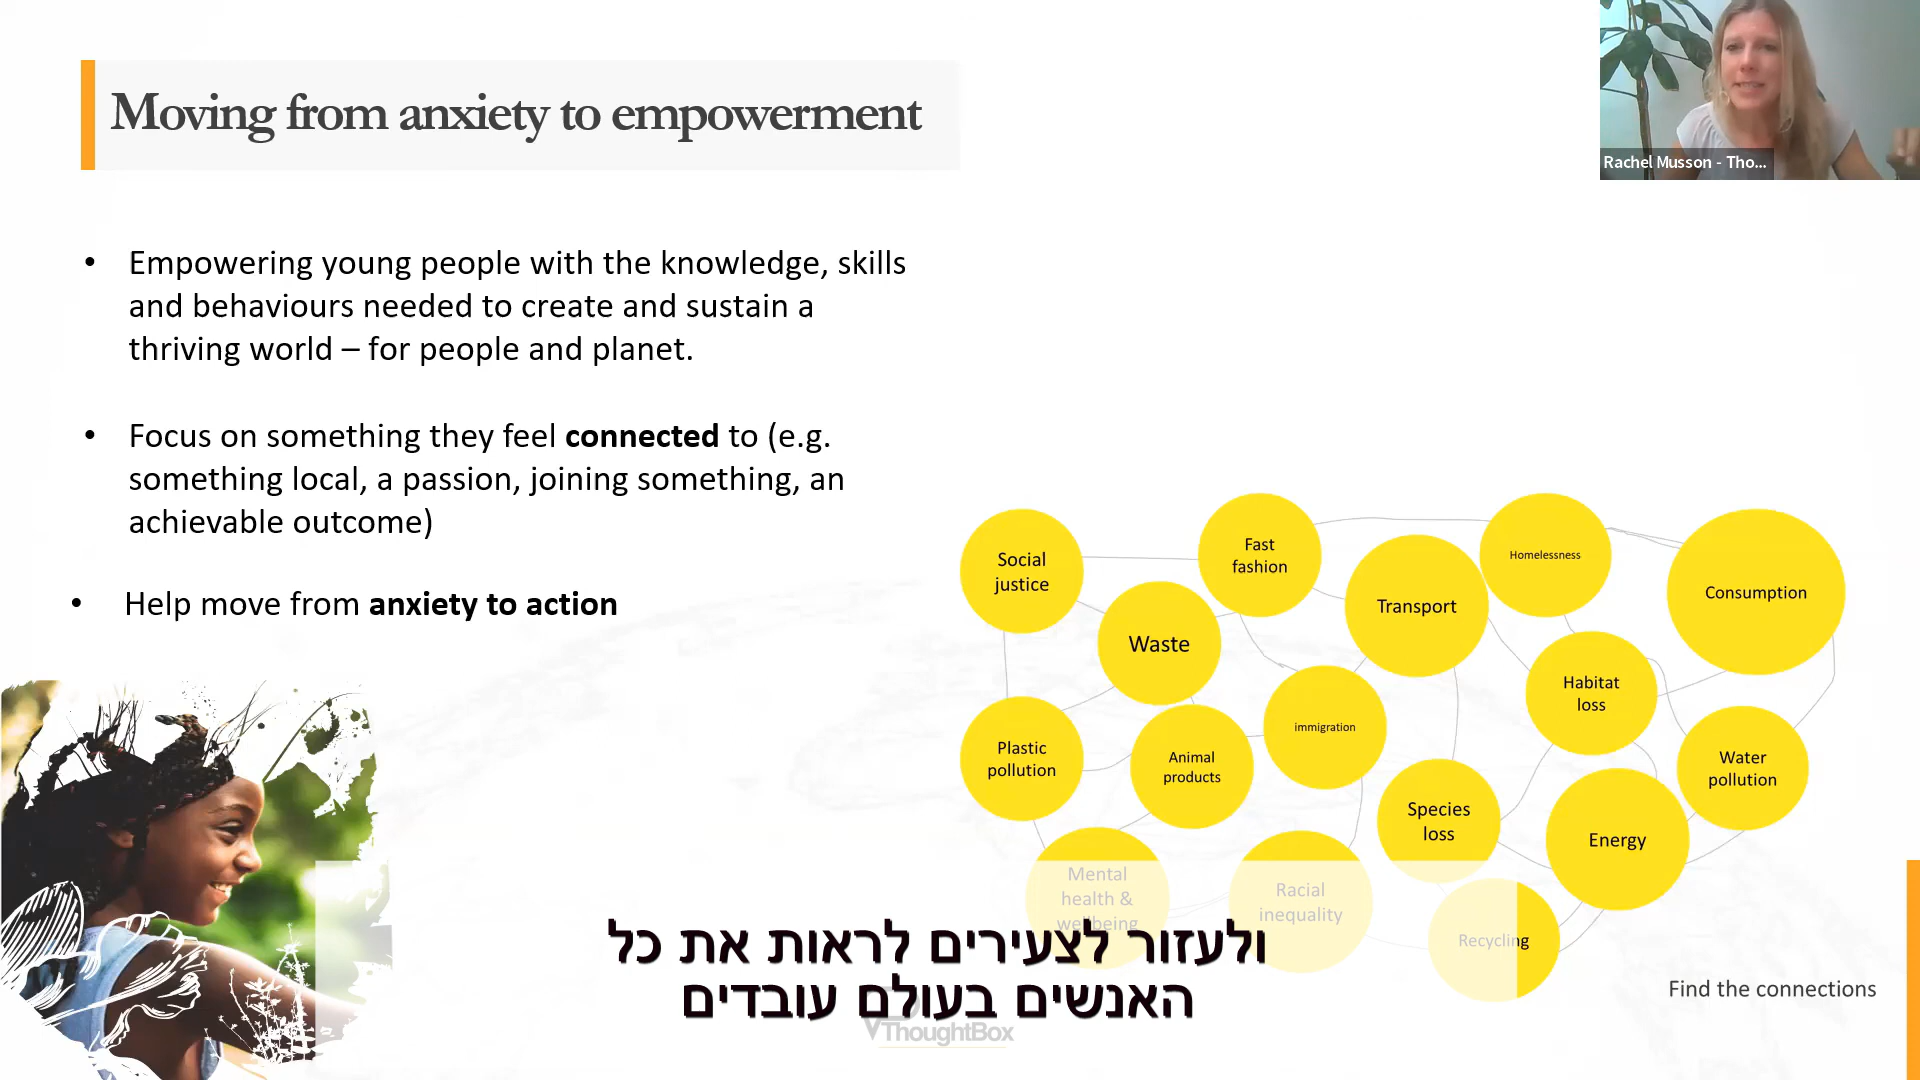 Moving from anxiety to empowerment
Rachel Musson - Tho...
• Empowering young people with the knowledge, skills
and behaviours needed to create and sustain a
thriving world – for people and planet.
• Focus on something they feel connected to (e.g.
something local, a passion, joining something, an
achievable outcome)
• Help move from anxiety to action
Social
justice
Fast
fashion
Homelessness
Consumption
Transport
Waste
Habitat
loss
immigration
Plastic
pollution
Animal
products
Water
pollution
Species
loss
Energy
Mental
health &
wellbeing
Racial
inequality
Recycling
Find the connections
ולעזור לצעירים לראות את כל
האנשים בעולם עובדים
ThoughtBox